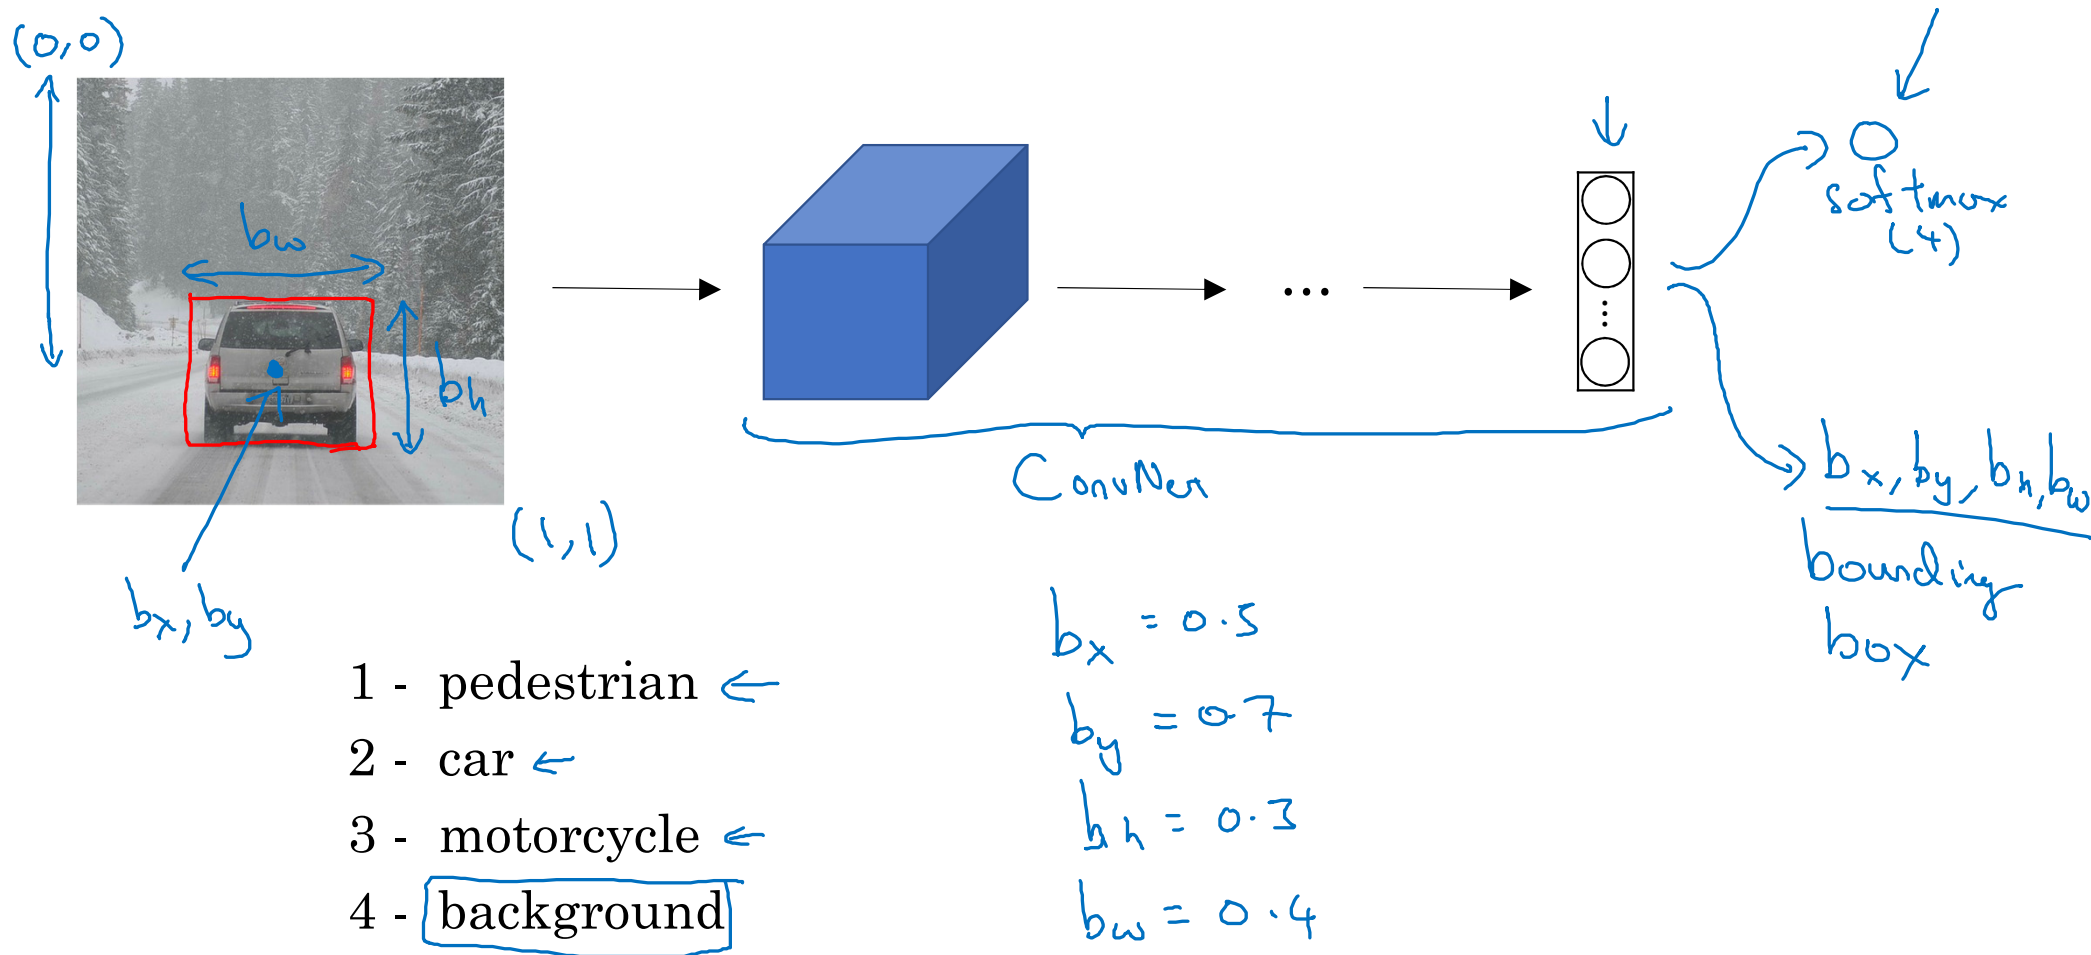 (0,0)
bw
bh
(1,1)
bx, by
...
ConvNet
softmax
(4)
bx, by, bh, bw
bounding
box
1 - pedestrian
2 - car
3 - motorcycle
4 - background
bx = 0.5
by = 0.7
bh = 0.3
bw = 0.4